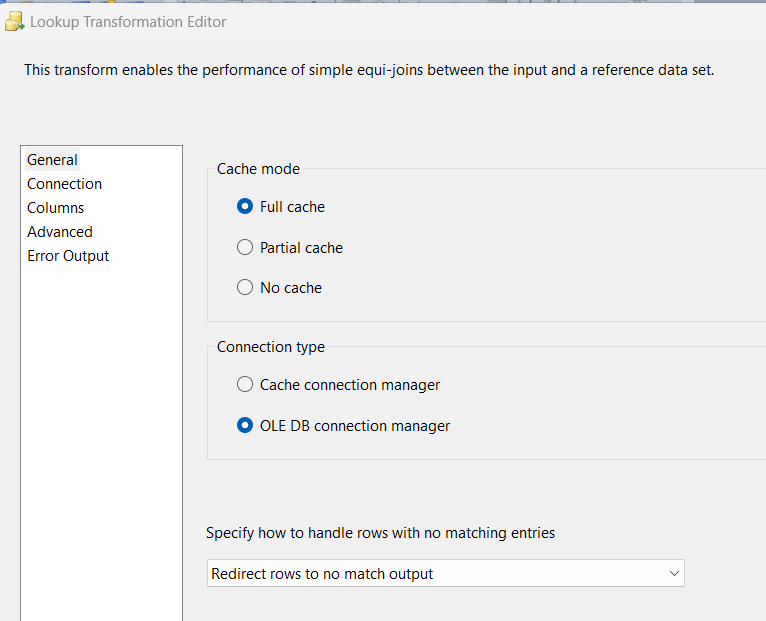 Lookup Transformation Editor
This transform enables the performance of simple equi-joins between the input and a reference data set.
General
Connection
Columns
Advanced
Error Output
Cache mode
Full cache
Partial cache
No cache
Connection type
Cache connection manager
OLE DB connection manager
Specify how to handle rows with no matching entries
Redirect rows to no match output